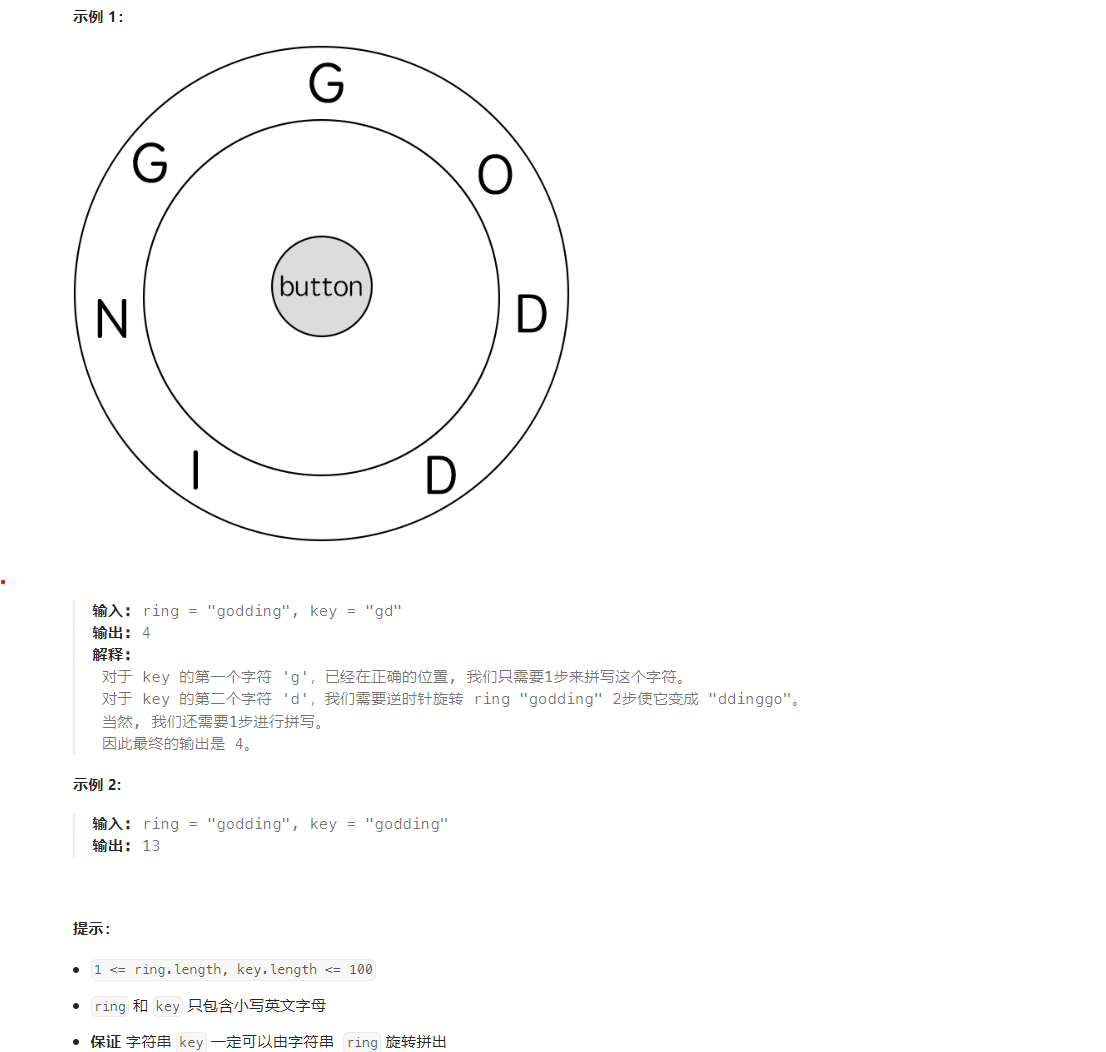 示例 1：
G
G
O
N
button
D
I
D
输入: ring = "godding", key = "gd"
输出: 4
解释:
对于 key 的第一个字符 'g'，已经在正确的位置, 我们只需要1步来拼写这个字符。
对于 key 的第二个字符 'd'，我们需要逆时针旋转 ring "godding" 2步使它变成 "ddinggo"。
当然, 我们还需要1步进行拼写。
因此最终的输出是 4。
示例 2:
输入: ring = "godding", key = "godding"
输出: 13
提示：
1 <= ring.length, key.length <= 100
ring 和 key 只包含小写英文字母
保证 字符串 key 一定可以由字符串 ring 旋转拼出